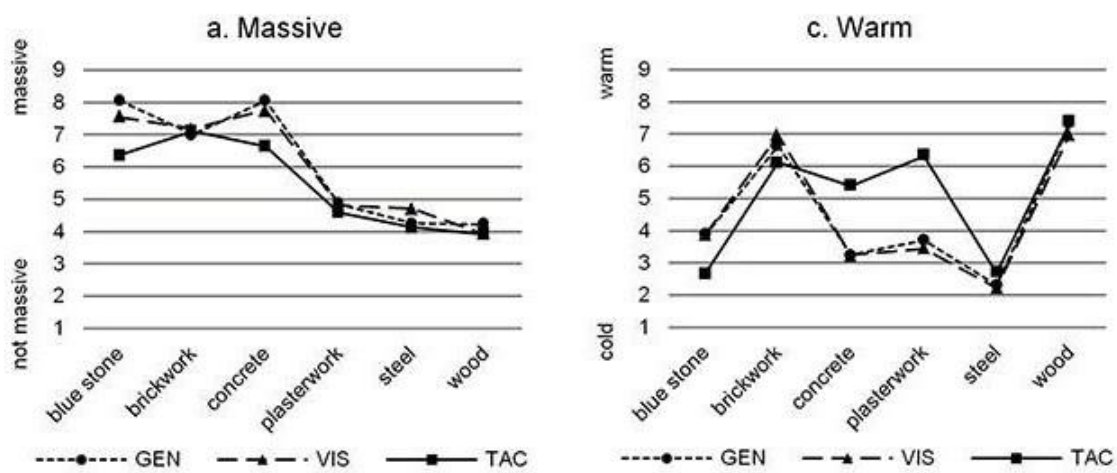 a. Massive
massive
not massive
9
8
7
6
5
4
3
2
1
blue stone
brickwork
concrete
plasterwork
steel
wood
GEN VIS TAC
c. Warm
warm
cold
9
8
7
6
5
4
3
2
1
blue stone
brickwork
concrete
plasterwork
steel
wood
GEN VIS TAC